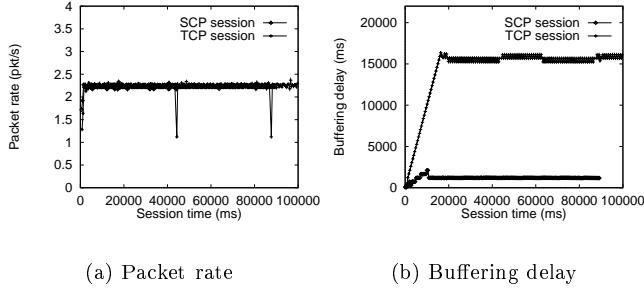 4
3.5
3
2.5
2
1.5
1
0.5
0
Packet rate (pkt/s)
SCP session
TCP session
0 20000 40000 60000 80000 100000
Session time (ms)
20000
15000
10000
5000
0
Buffering delay (ms)
SCP session
TCP session
0 20000 40000 60000 80000 100000
Session time (ms)
(a) Packet rate
(b) Buffering delay